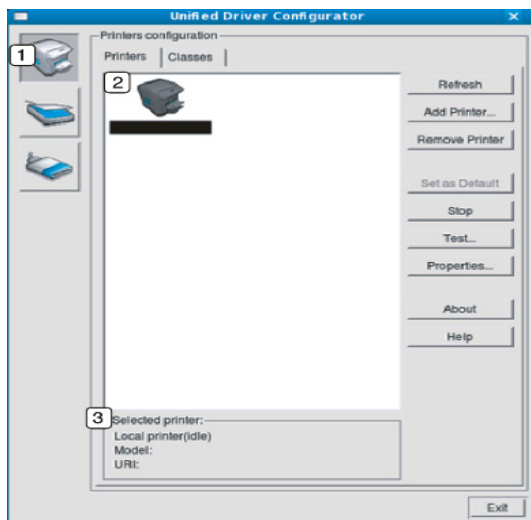 Unified Driver Configurator
Printers configuration
1
Printers Classes
2
Refresh
Add Printer...
Remove Printer
Set as Default
Stop
Test...
Properties...
About
Help
3
Selected printer:
Local printer(idle)
Model:
URI:
Exit